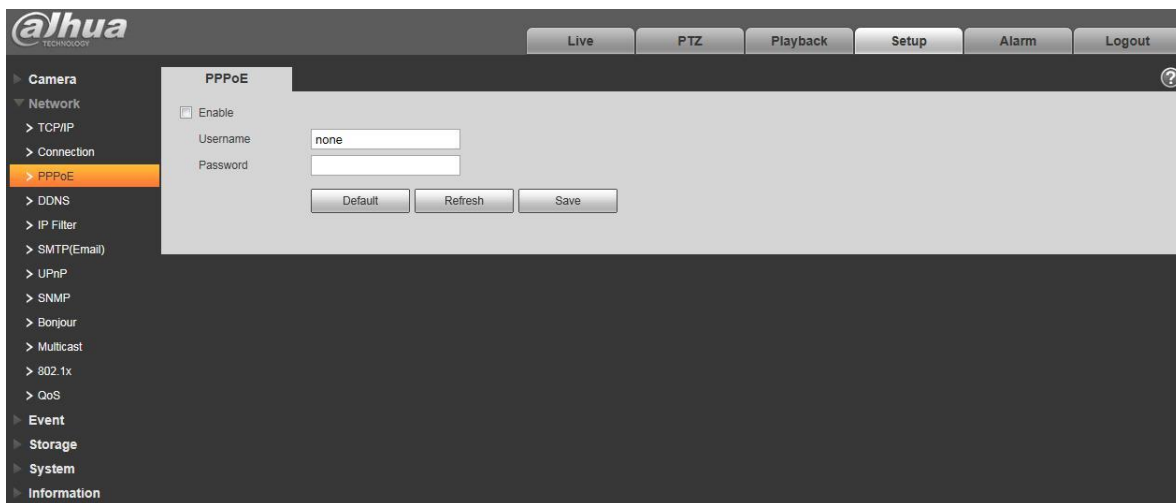 alhua
TECHNOLOGY
Live
PTZ
Playback
Setup
Alarm
Logout
Camera
Network
TCP/IP
Connection
PPPoE
DDNS
IP Filter
SMTP(Email)
UPnP
SNMP
Bonjour
Multicast
802.1x
QoS
Event
Storage
System
Information
PPPoE
?
Enable
Username none
Password
Default Refresh Save